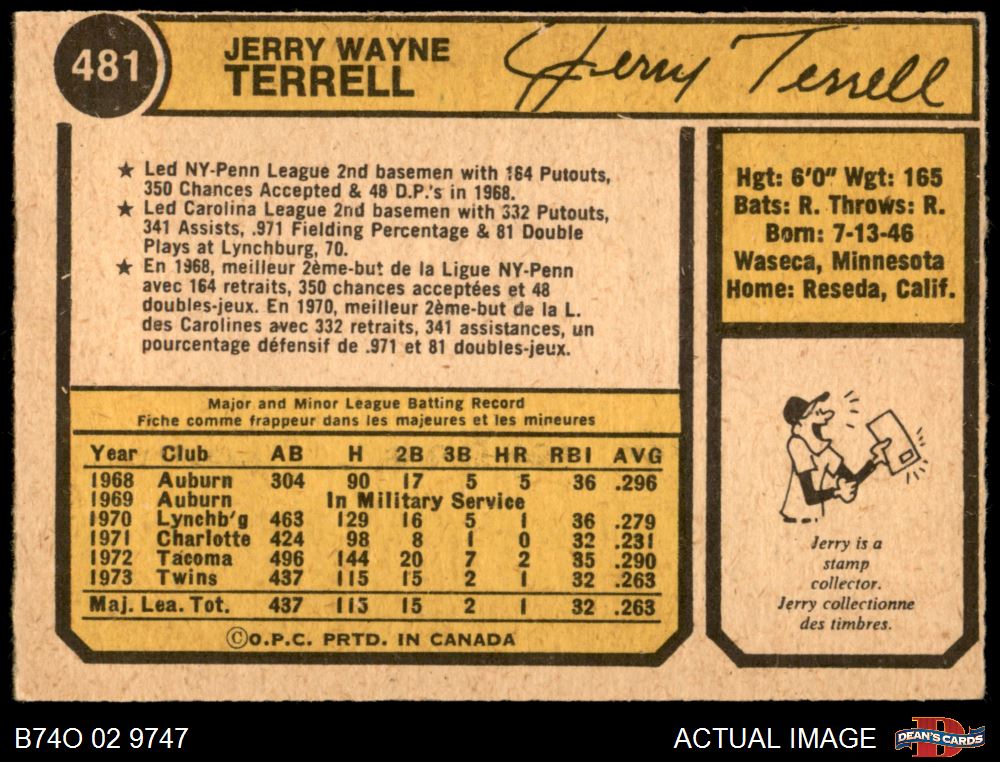 481
JERRY WAYNE
TERRELL
Jerry Terrell
★ Led NY-Penn League 2nd basemen with 164 Putouts,
350 Chances Accepted & 48 D.P.'s in 1968.
★ Led Carolina League 2nd basemen with 332 Putouts,
341 Assists, .971 Fielding Percentage & 81 Double
Plays at Lynchburg, 70.
★ En 1968, meilleur 2ème-but de la Ligue NY-Penn
avec 164 retraits, 350 chances acceptées et 48
doubles-jeux. En 1970, meilleur 2ème-but de la L.
des Carolines avec 332 retraits, 341 assistances, un
pourcentage défensif de .971 et 81 doubles-jeux.
Hgt: 6'0" Wgt: 165
Bats: R. Throws: R.
Born: 7-13-46
Waseca, Minnesota
Home: Reseda, Calif.
Major and Minor League Batting Record
Fiche comme frappeur dans les majeures et les mineures
Year Club AB H 2B 3B HR RBI AVG
1968 Auburn 304 90 17 5 5 36 .296
1969 Auburn In Military Service
1970 Lynchb'g 463 129 16 5 1 36 .279
1971 Charlotte 424 98 8 1 0 32 .231
1972 Tacoma 496 144 20 7 2 35 .290
1973 Twins 437 115 15 2 1 32 .263
Maj. Lea. Tot. 437 115 15 2 1 32 .263
©O.P.C. PRTD. IN CANADA
Jerry is a
stamp
collector.
Jerry collectionne
des timbres.
B74O 02 9747
ACTUAL IMAGE
DEAN'S CARDS